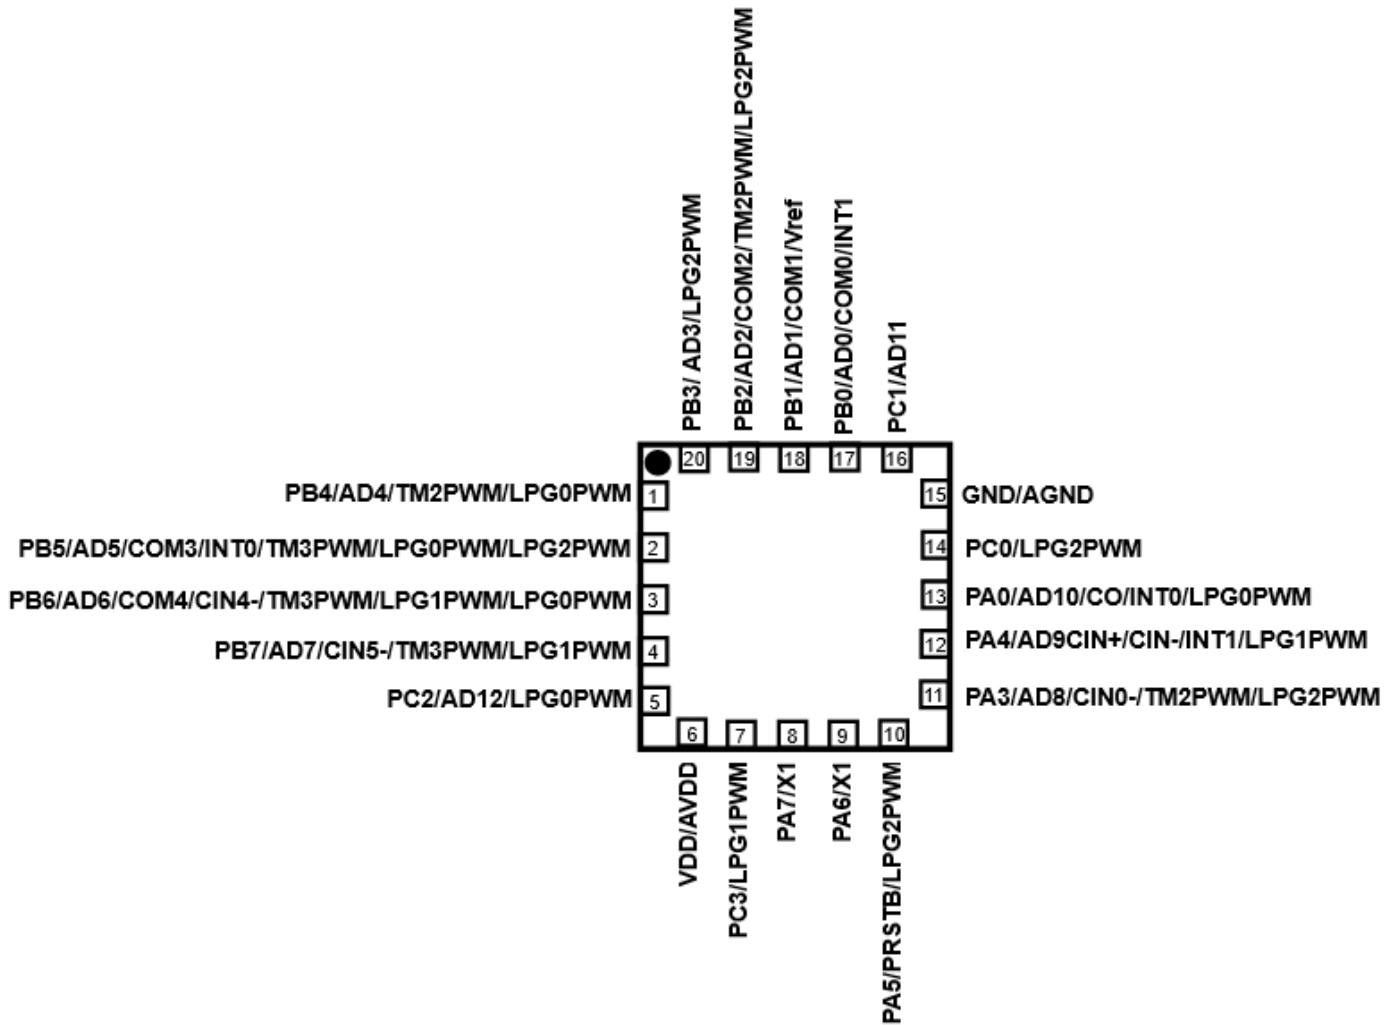 PB3/ AD3/LPG2PWM
PB2/AD2/COM2/TM2PWM/LPG2PWM
PB1/AD1/COM1/Vref
PB0/AD0/COM0/INT1
PC1/AD11
20
19
18
17
16
PB4/AD4/TM2PWM/LPG0PWM
1
15
GND/AGND
PB5/AD5/COM3/INT0/TM3PWM/LPG0PWM/LPG2PWM
2
14
PC0/LPG2PWM
PB6/AD6/COM4/CIN4-/TM3PWM/LPG1PWM/LPG0PWM
3
13
PA0/AD10/CO/INT0/LPG0PWM
PB7/AD7/CIN5-/TM3PWM/LPG1PWM
4
12
PA4/AD9CIN+/CIN-/INT1/LPG1PWM
PC2/AD12/LPG0PWM
5
11
PA3/AD8/CIN0-/TM2PWM/LPG2PWM
6
7
8
9
10
VDD/AVDD
PC3/LPG1PWM
PA7/X1
PA6/X1
PA5/PRSTB/LPG2PWM